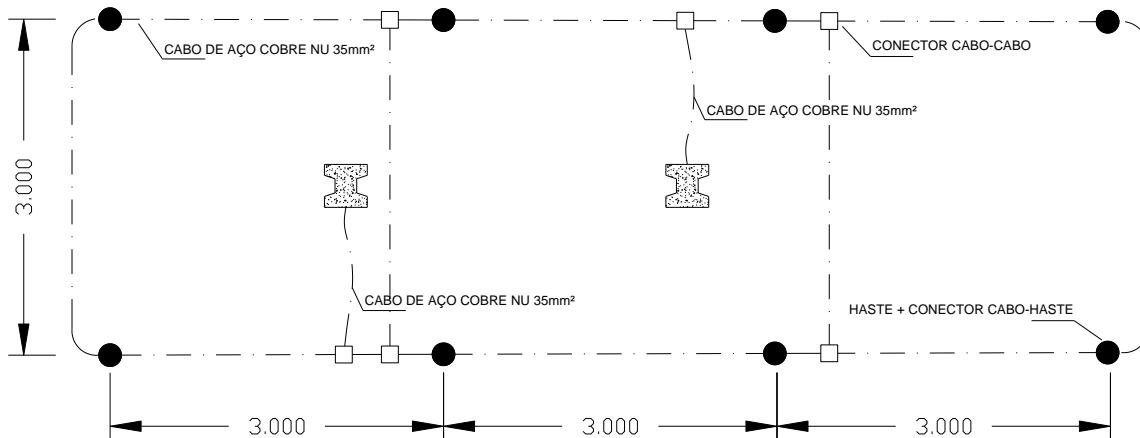 CABO DE AÇO COBRE NU 35mm²
CONECTOR CABO-CABO
CABO DE AÇO COBRE NU 35mm²
3.000
CABO DE AÇO COBRE NU 35mm²
HASTE + CONECTOR CABO-HASTE
3.000
3.000
3.000